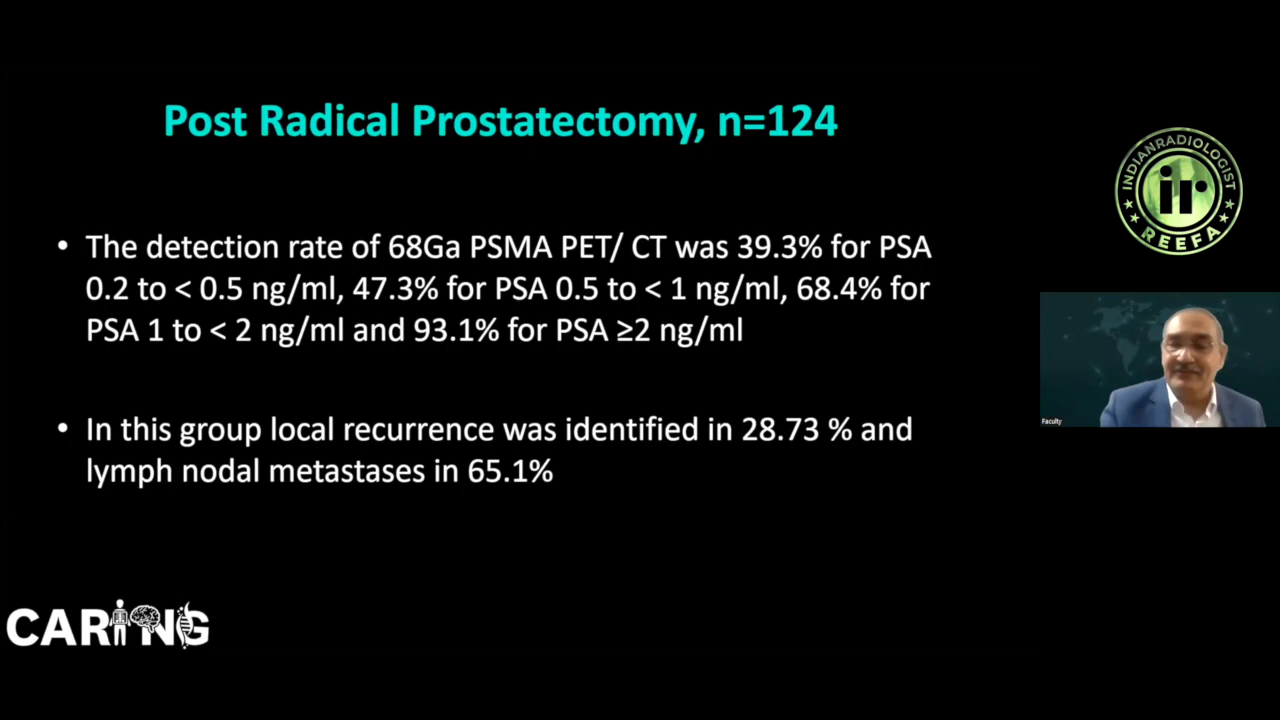 Post Radical Prostatectomy, n=124
• The detection rate of 68Ga PSMA PET/ CT was 39.3% for PSA
0.2 to < 0.5 ng/ml, 47.3% for PSA 0.5 to < 1 ng/ml, 68.4% for
PSA 1 to < 2 ng/ml and 93.1% for PSA ≥2 ng/ml
• In this group local recurrence was identified in 28.73 % and
lymph nodal metastases in 65.1%
INDIANRADIOLOGIST
ir
REEFA
Faculty
CARING